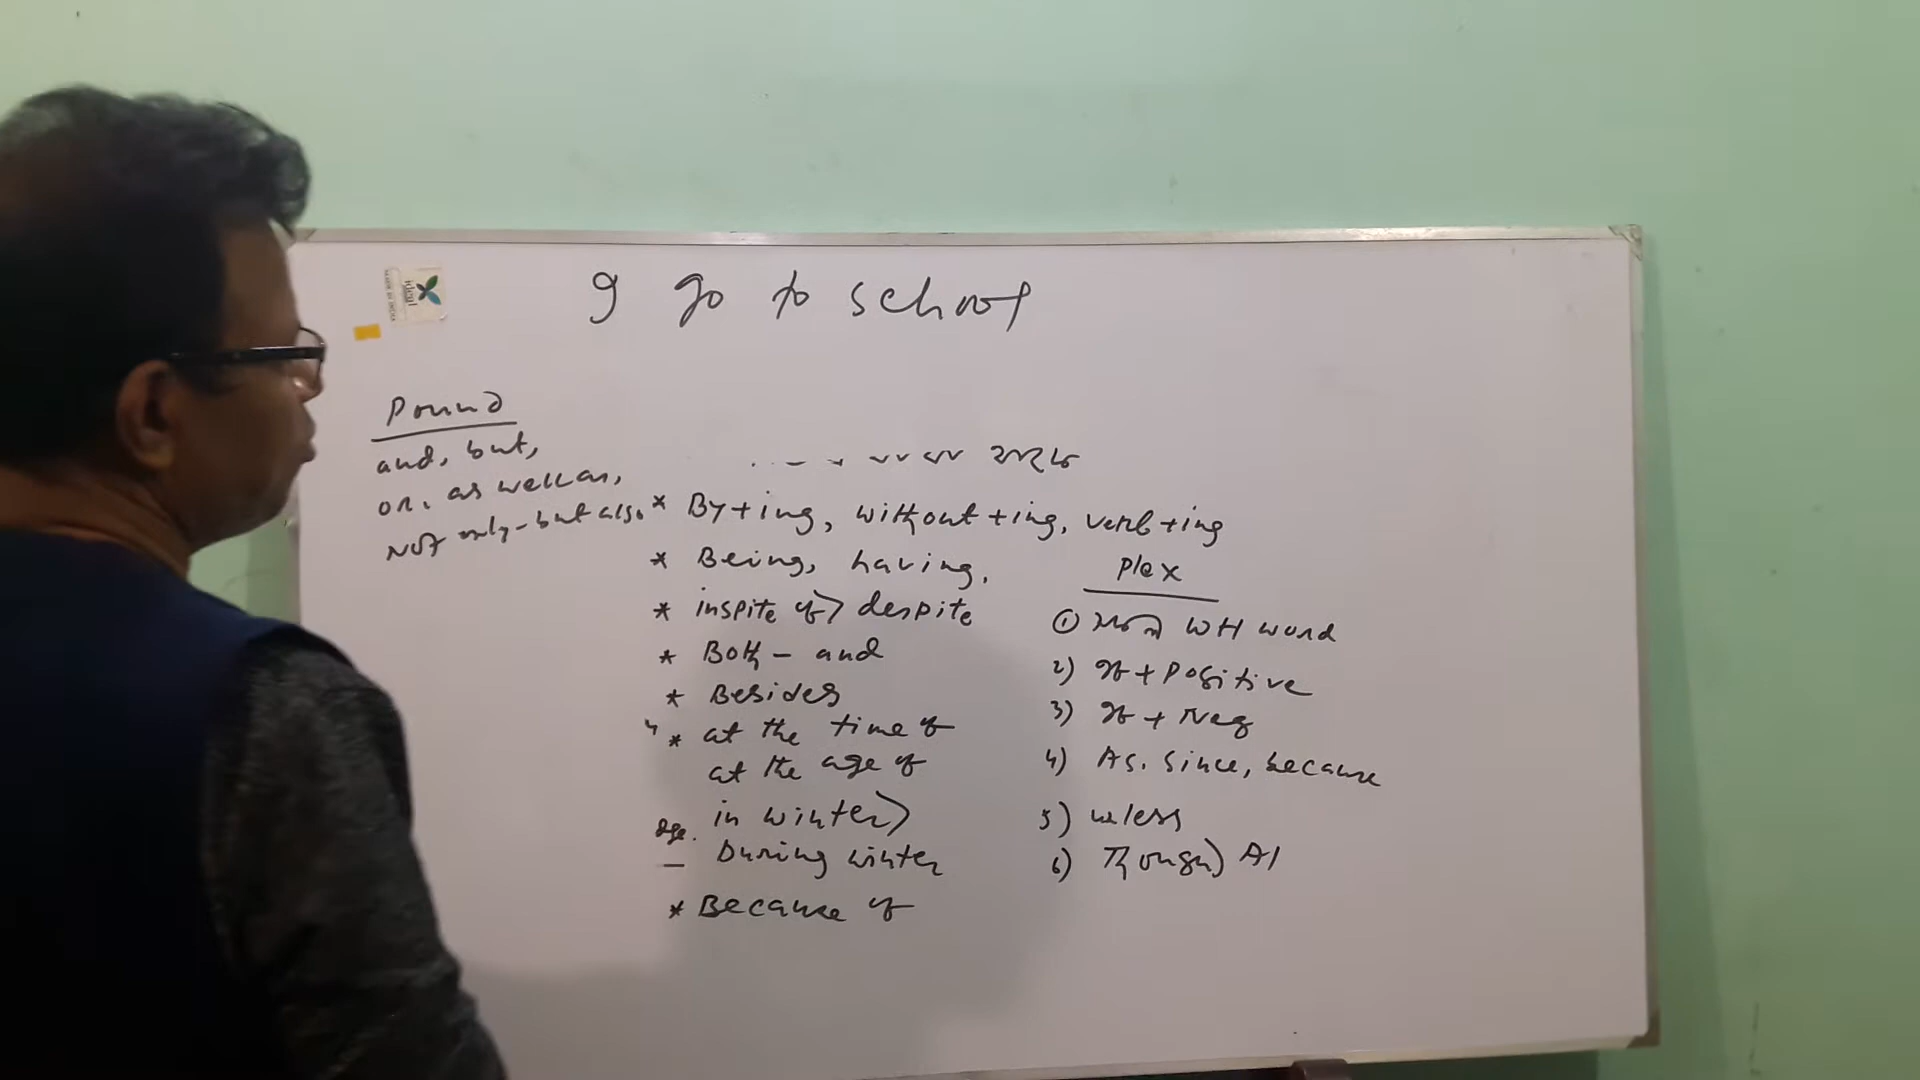 I go to school
Pound
and, but,
or, as well as,
Not only - but also
* By + ing, without + ing, verb + ing
* Being, having,
* inspite of) despite
* Both - and
* Besides
* at the time of
at the age of
in winter)
- During winter
* Because of
Plex
① WH word
2) If + Positive
3) If + Neg
4) As, Since, because
5) unless
6) Though) Al
ideal